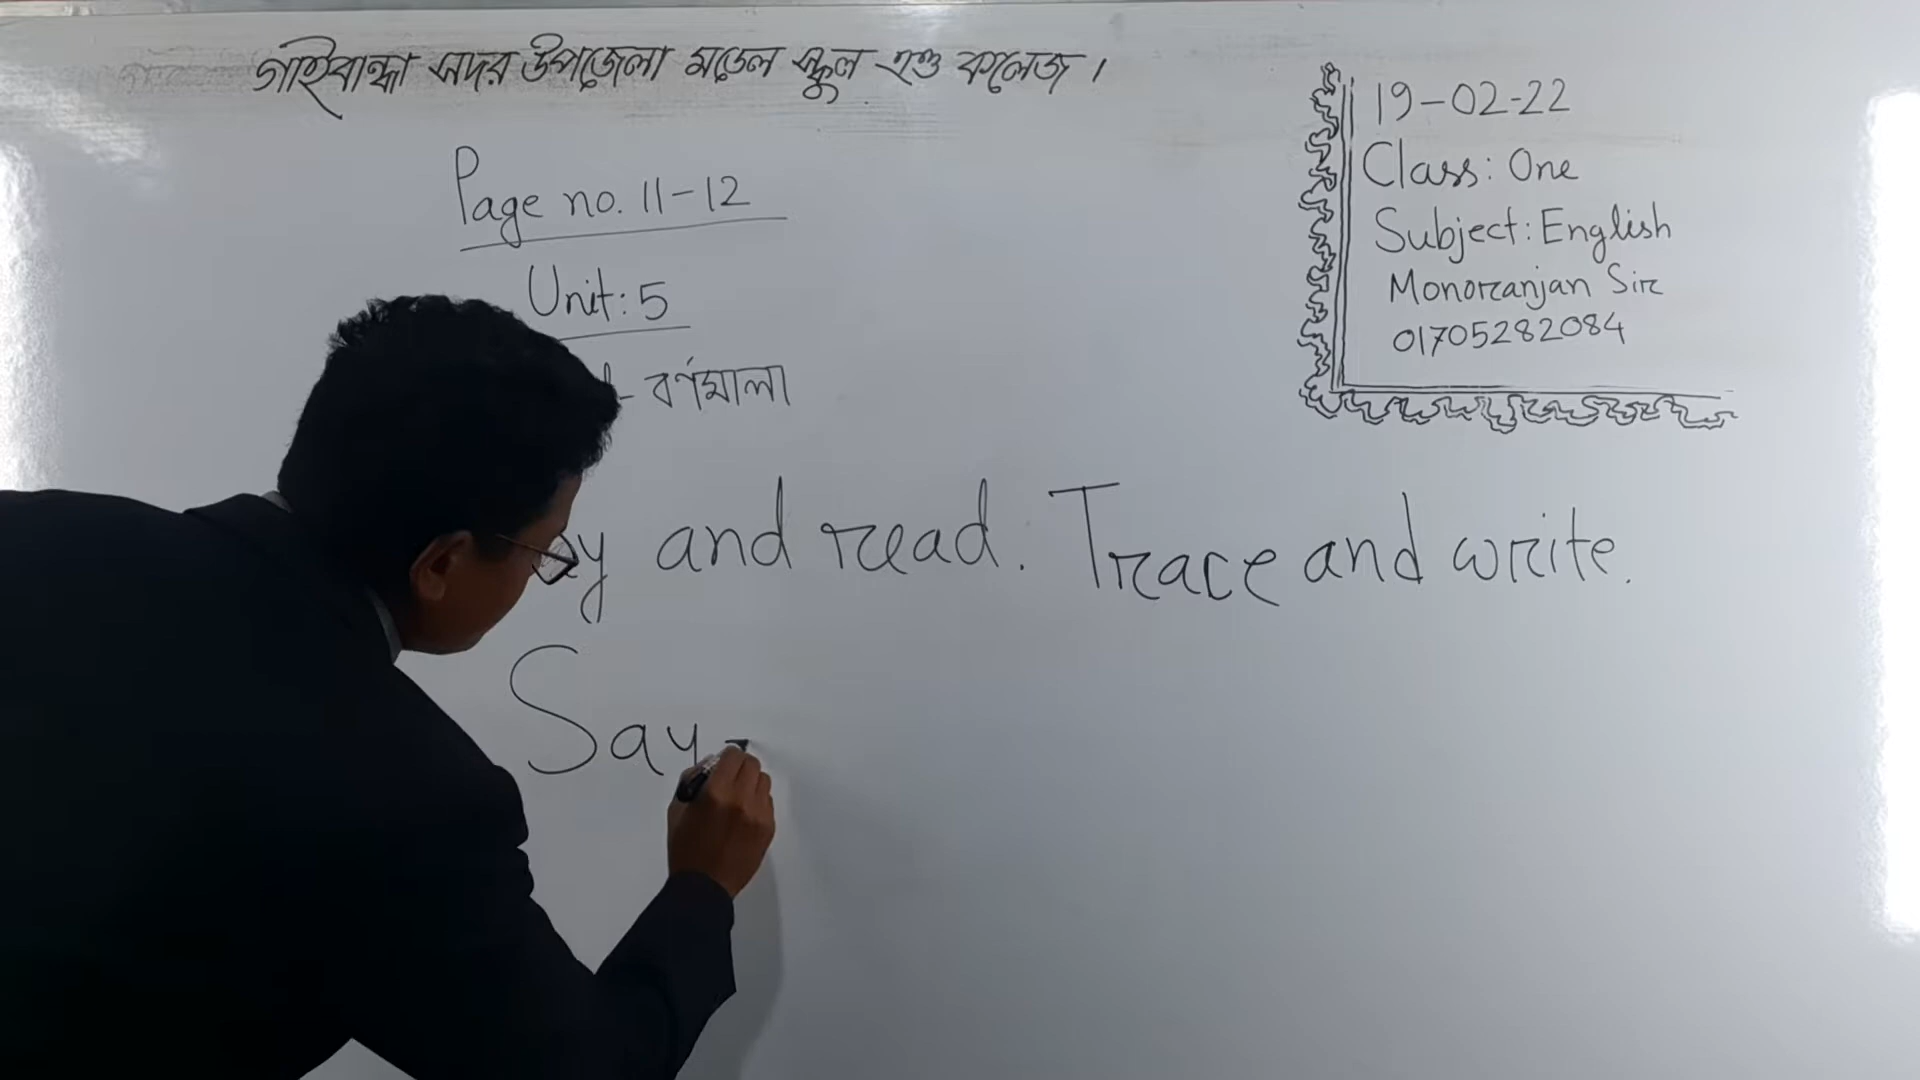 গাইবান্ধা সদর উপজেলা মডেল স্কুল এণ্ড কলেজ।
19-02-22
Class: One
Subject: English
Monoranjan Sir
01705282084
Page no. 11-12
Unit: 5
- বর্ণমালা
and read. Trace and write.
Say -